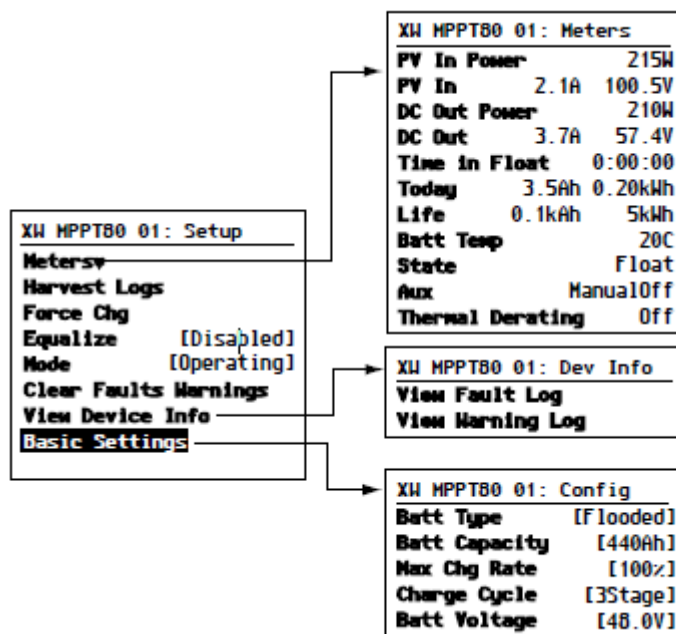 XW MPPT80 01: Meters
PV In Power 215W
PV In 2.1A 100.5V
DC Out Power 210W
DC Out 3.7A 57.4V
Time in Float 0:00:00
Today 3.5Ah 0.20kWh
Life 0.1kAh 5kWh
Batt Temp 20C
State Float
Aux ManualOff
Thermal Derating Off
XW MPPT80 01: Setup
Meters▾
Harvest Logs
Force Chg
Equalize [Disabled]
Mode [Operating]
Clear Faults Warnings
View Device Info
Basic Settings
XW MPPT80 01: Dev Info
View Fault Log
View Warning Log
XW MPPT80 01: Config
Batt Type [Flooded]
Batt Capacity [440Ah]
Max Chg Rate [100%]
Charge Cycle [3Stage]
Batt Voltage [48.0V]